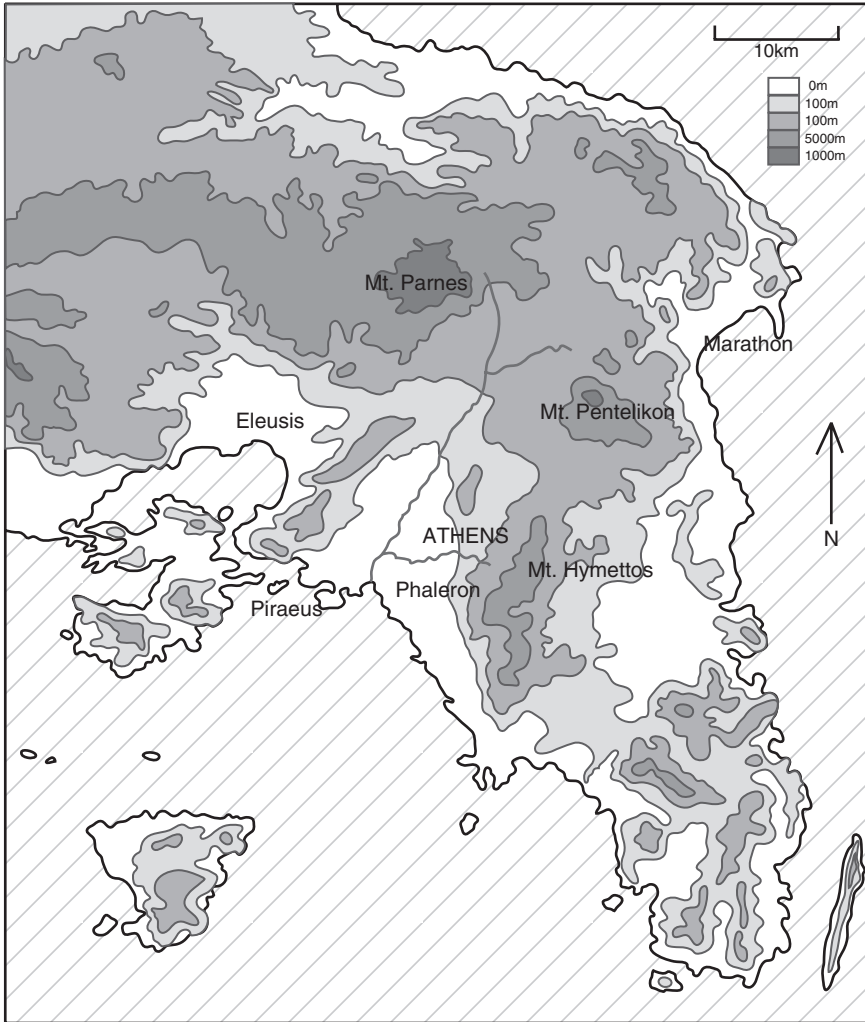 10km
0m
100m
100m
5000m
1000m
Mt. Parnes
Marathon
Eleusis
Mt. Pentelikon
ATHENS
N
Mt. Hymettos
Phaleron
Piraeus